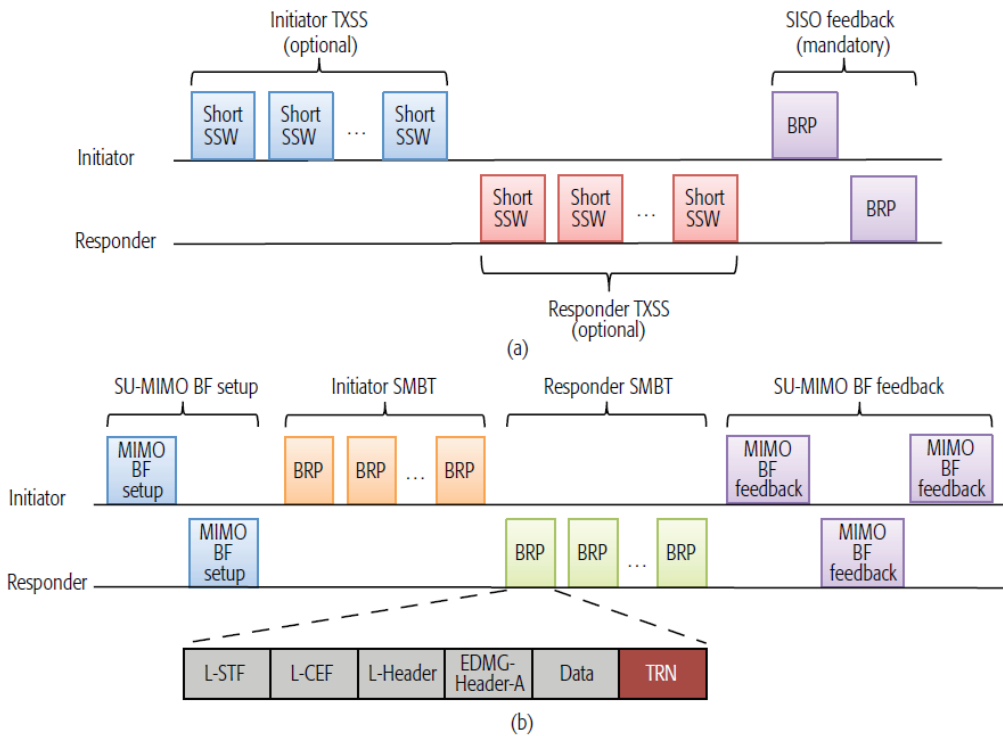 Initiator TXSS
(optional)
SISO feedback
(mandatory)
Short
SSW
Short
SSW
...
Short
SSW
BRP
Initiator
Short
SSW
Short
SSW
...
Short
SSW
BRP
Responder
Responder TXSS
(optional)
(a)
SU-MIMO BF setup
Initiator SMBT
Responder SMBT
SU-MIMO BF feedback
MIMO
BF
setup
BRP
BRP
...
BRP
MIMO
BF
feedback
MIMO
BF
feedback
Initiator
MIMO
BF
setup
BRP
BRP
...
BRP
MIMO
BF
feedback
Responder
L-STF
L-CEF
L-Header
EDMG-
Header-A
Data
TRN
(b)